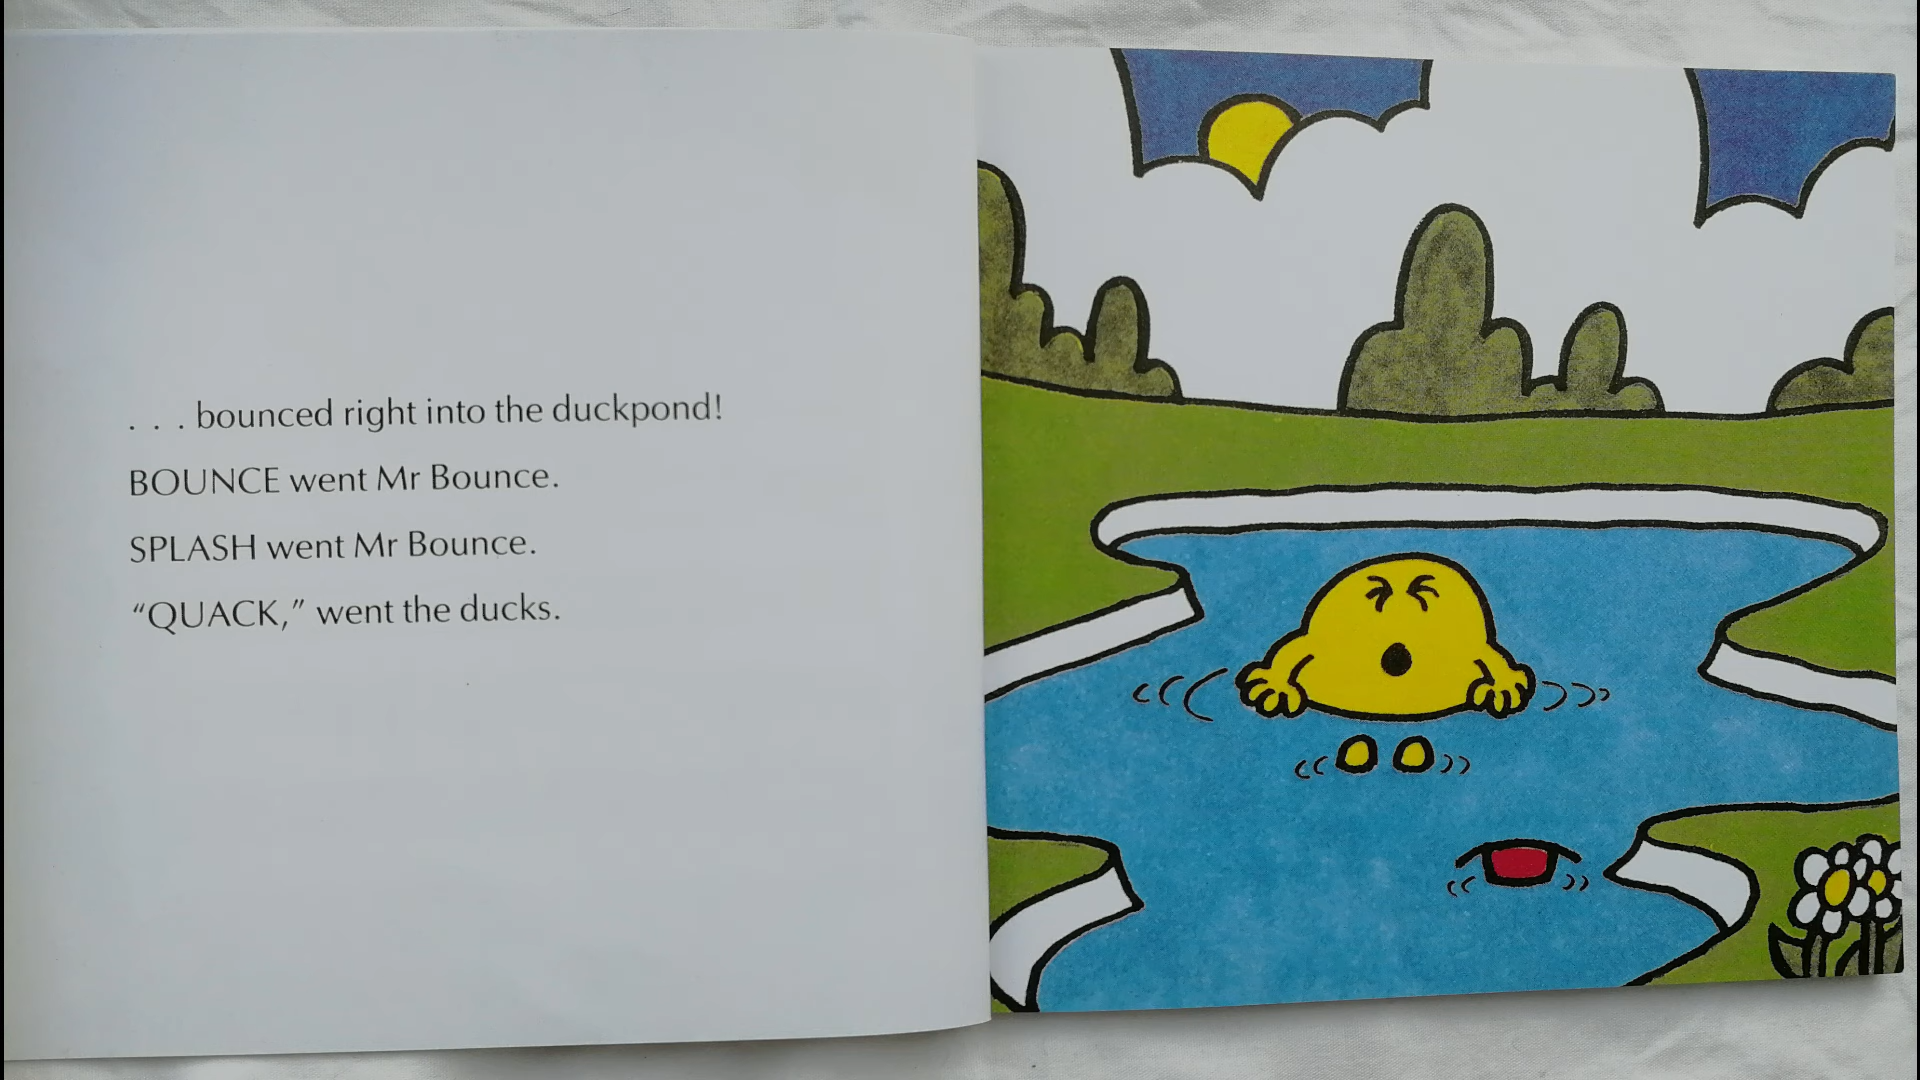 . . . bounced right into the duckpond!
BOUNCE went Mr Bounce.
SPLASH went Mr Bounce.
“QUACK,” went the ducks.